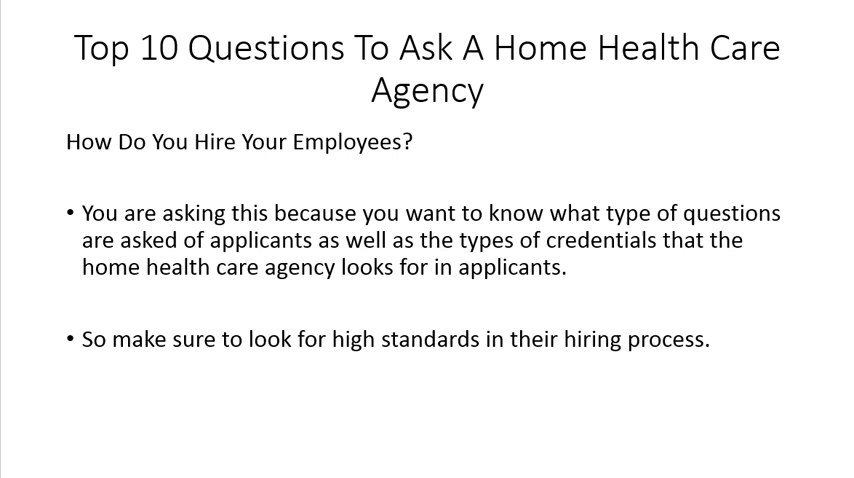 Top 10 Questions To Ask A Home Health Care
Agency
How Do You Hire Your Employees?
• You are asking this because you want to know what type of questions
are asked of applicants as well as the types of credentials that the
home health care agency looks for in applicants.
• So make sure to look for high standards in their hiring process.